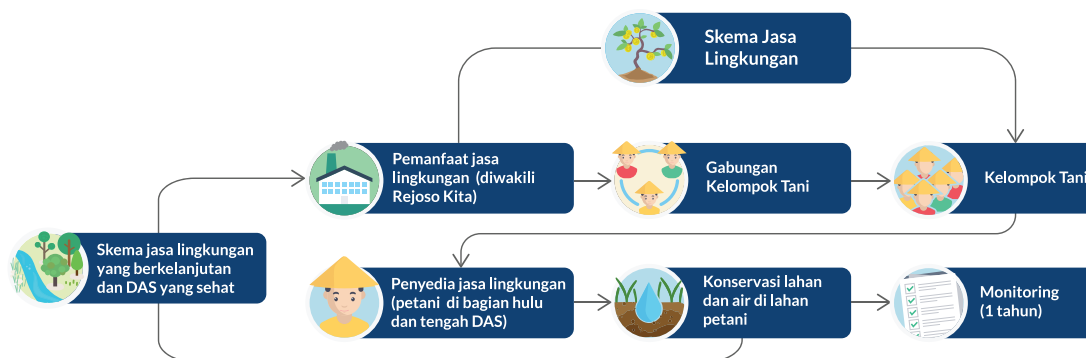 Skema Jasa
Lingkungan
Pemanfaat jasa
lingkungan (diwakili
Rejoso Kita)
Gabungan
Kelompok Tani
Kelompok Tani
Skema jasa lingkungan
yang berkelanjutan
dan DAS yang sehat
Penyedia jasa lingkungan
(petani di bagian hulu
dan tengah DAS)
Konservasi lahan
dan air di lahan
petani
Monitoring
(1 tahun)